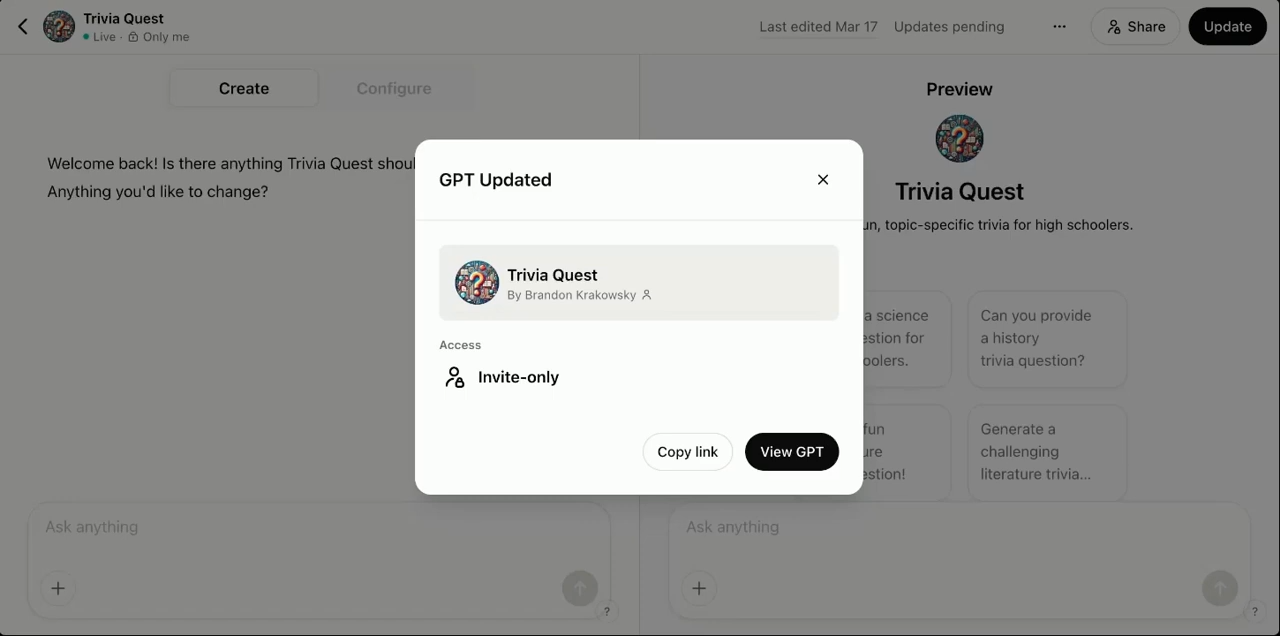 Trivia Quest
Live · Only me
Last edited Mar 17
Updates pending
Share
Update
Create
Configure
Welcome back! Is there anything Trivia Quest shou
Anything you'd like to change?
Preview
Trivia Quest
un, topic-specific trivia for high schoolers.
a science
estion for
oolers.
Can you provide
a history
trivia question?
fun
ure
estion!
Generate a
challenging
literature trivia...
GPT Updated
Trivia Quest
By Brandon Krakowsky
Access
Invite-only
Copy link
View GPT
Ask anything
?
Ask anything
?